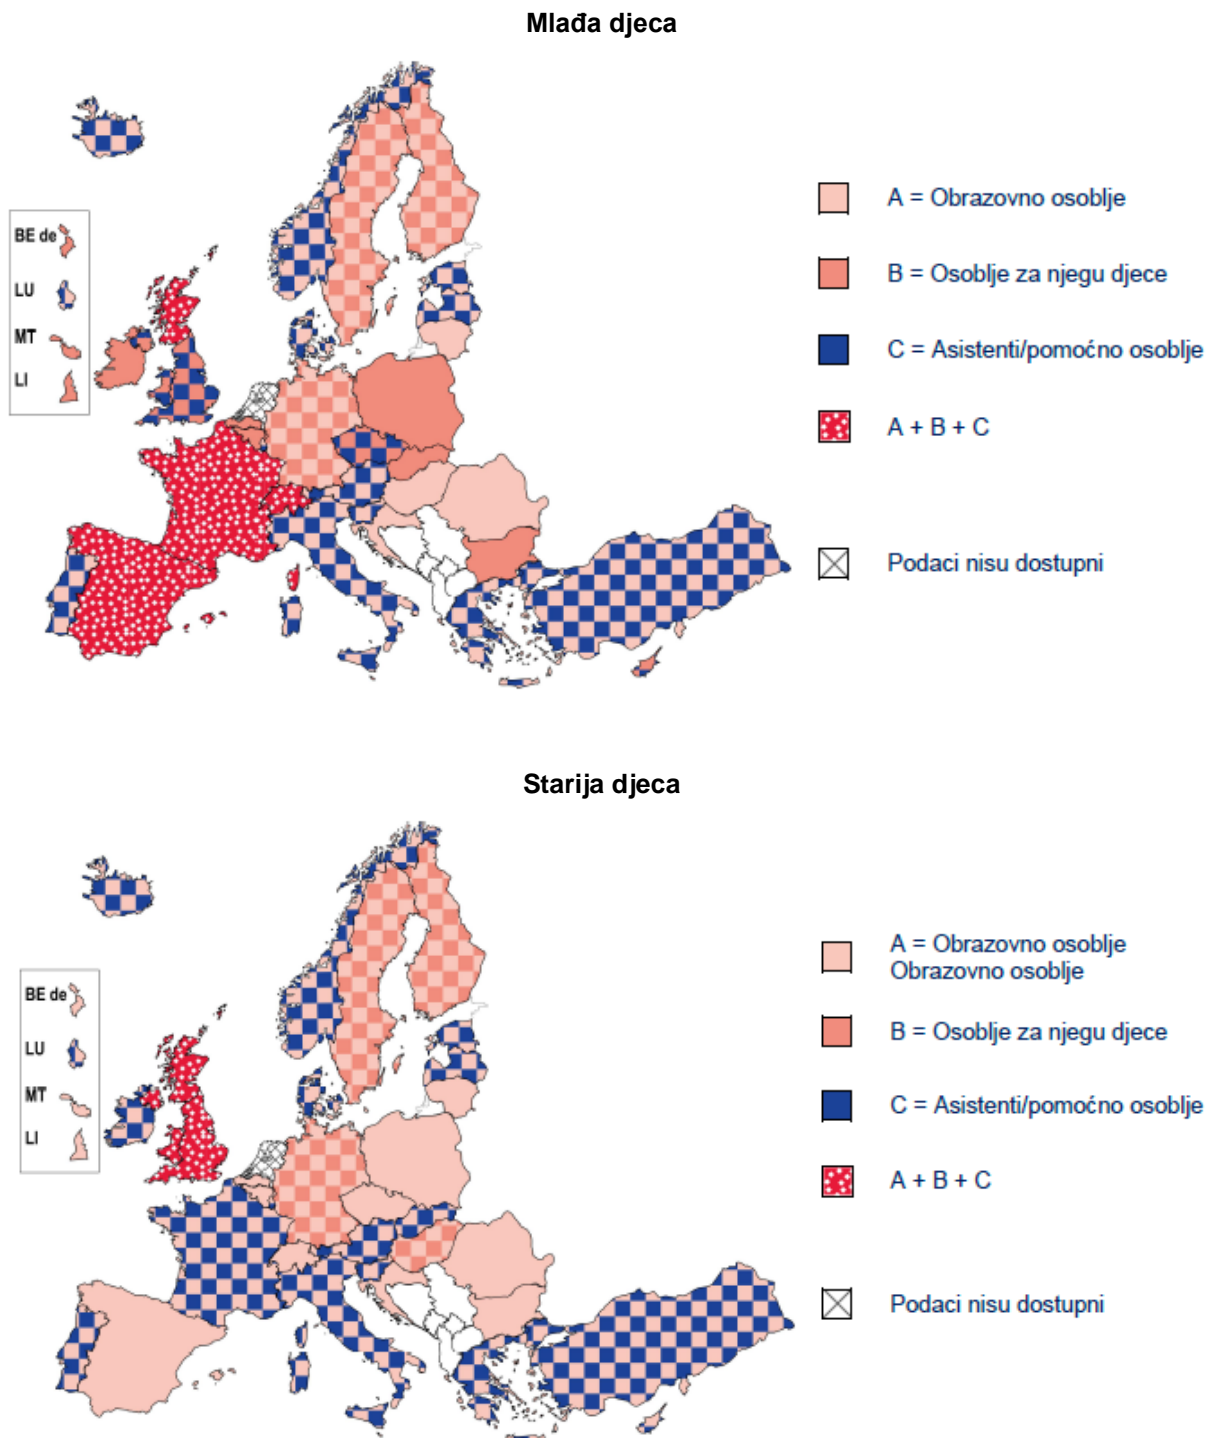 Mlađa djeca
BE de
LU
MT
LI
A = Obrazovno osoblje
B = Osoblje za njegu djece
C = Asistenti/pomoćno osoblje
A + B + C
Podaci nisu dostupni
Starija djeca
BE de
LU
MT
LI
A = Obrazovno osoblje
Obrazovno osoblje
B = Osoblje za njegu djece
C = Asistenti/pomoćno osoblje
A + B + C
Podaci nisu dostupni